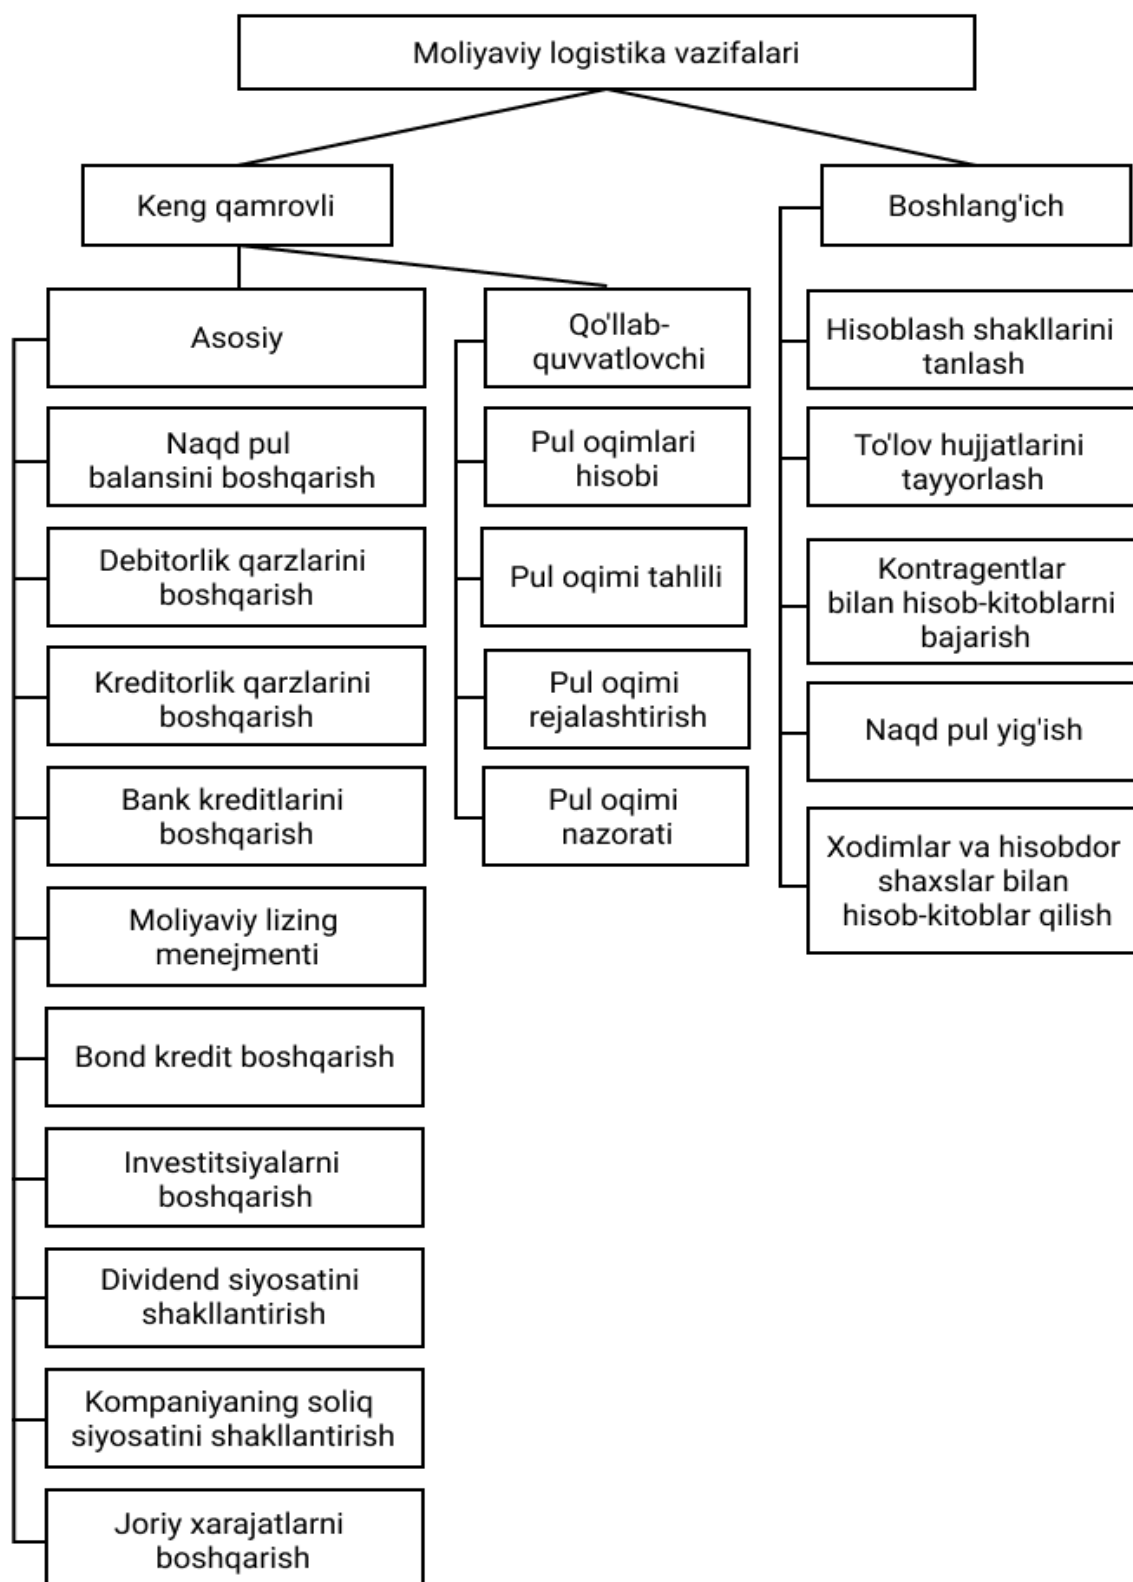 Moliyaviy logistika vazifalari
Keng qamrovli
Asosiy
Naqd pul
balansini boshqarish
Debitorlik qarzlarini
boshqarish
Kreditorlik qarzlarini
boshqarish
Bank kreditlarini
boshqarish
Moliyaviy lizing
menejmenti
Bond kredit boshqarish
Investitsiyalarni
boshqarish
Dividend siyosatini
shakllantirish
Kompaniyaning soliq
siyosatini shakllantirish
Joriy xarajatlarni
boshqarish
Qo'llab-
quvvatlovchi
Pul oqimlari
hisobi
Pul oqimi tahlili
Pul oqimi
rejalashtirish
Pul oqimi
nazorati
Boshlang'ich
Hisoblash shakllarini
tanlash
To'lov hujjatlarini
tayyorlash
Kontragentlar
bilan hisob-kitoblarni
bajarish
Naqd pul yig'ish
Xodimlar va hisobdor
shaxslar bilan
hisob-kitoblar qilish